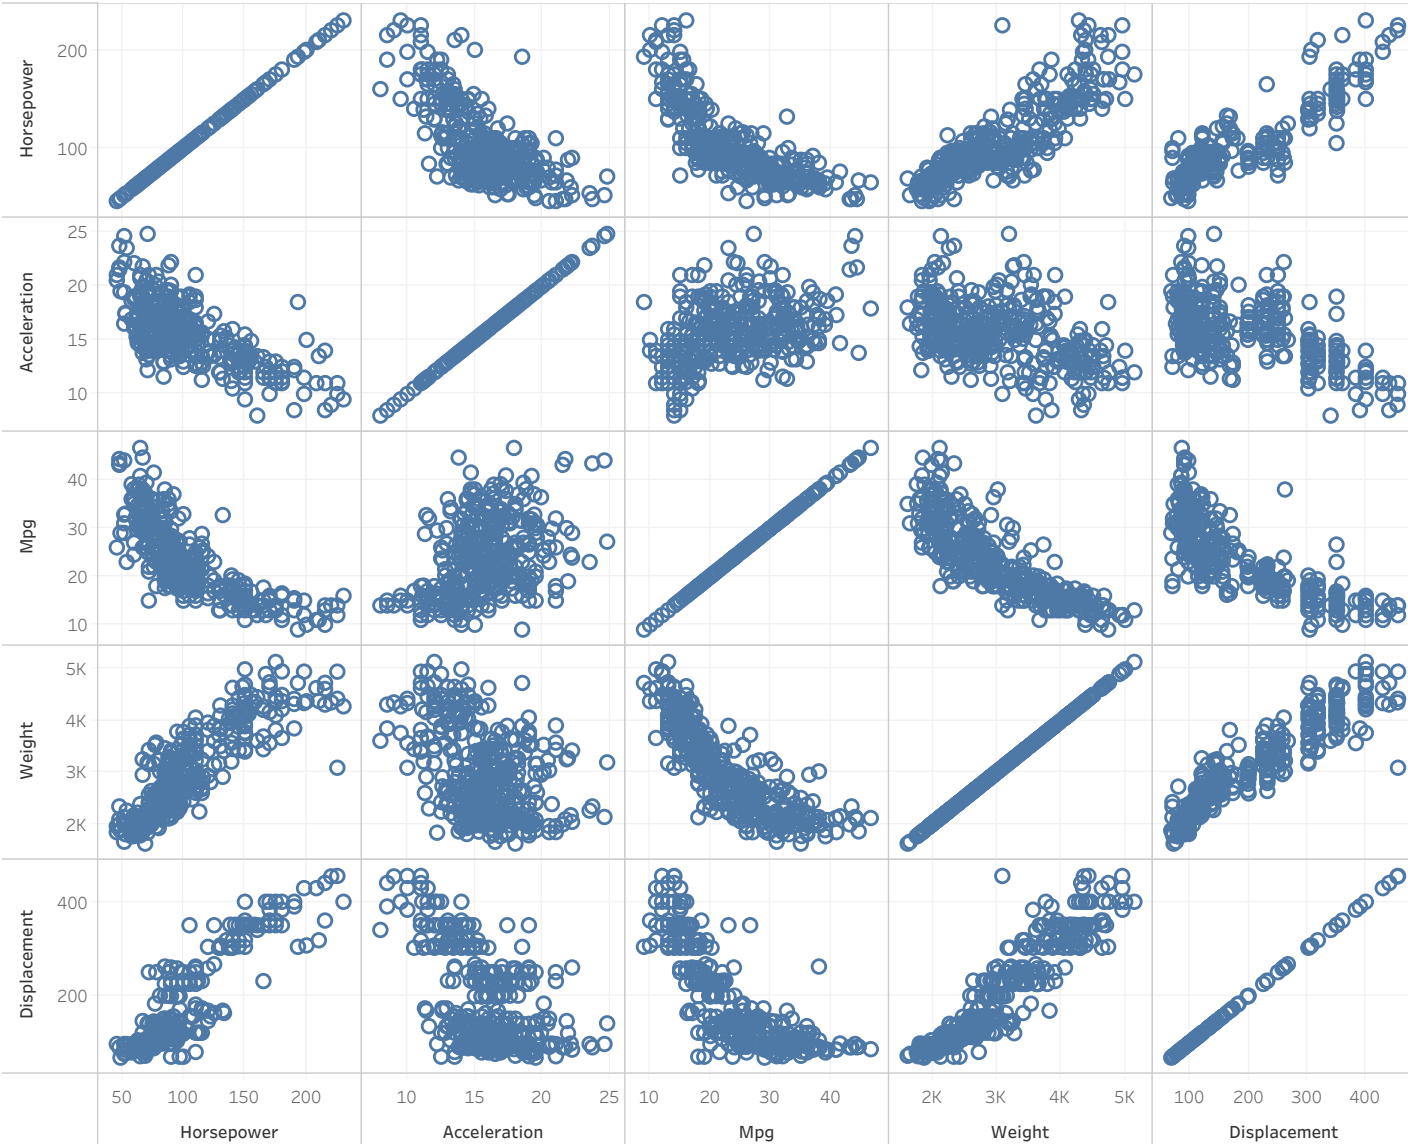 200
100
Horsepower
25
20
15
10
Acceleration
40
30
20
10
Mpg
5K
4K
3K
2K
Weight
400
200
Displacement
50 100 150 200 10 15 20 25 10 20 30 40 2K 3K 4K 5K 100 200 300 400
Horsepower Acceleration Mpg Weight Displacement